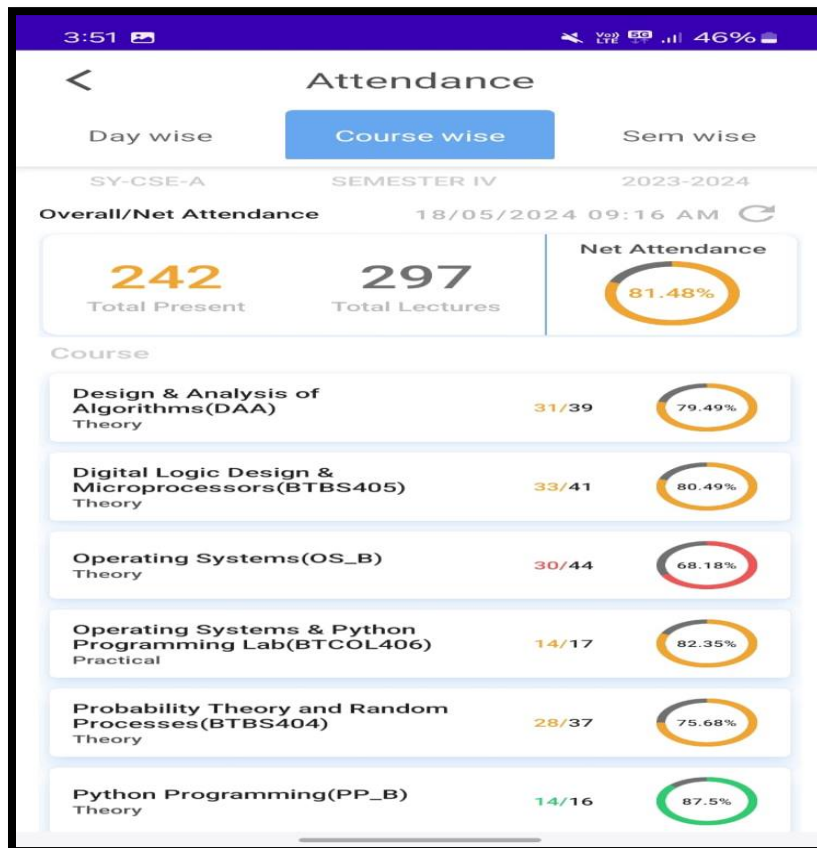 3:51 Vo)) LTE 5G 46%
Attendance
Day wise Course wise Sem wise
SY-CSE-A SEMESTER IV 2023-2024
Overall/Net Attendance 18/05/2024 09:16 AM
242 297 Net Attendance
Total Present Total Lectures 81.48%
Course
Design & Analysis of
Algorithms(DAA) 31/39 79.49%
Theory
Digital Logic Design &
Microprocessors(BTBS405) 33/41 80.49%
Theory
Operating Systems(OS_B) 30/44 68.18%
Theory
Operating Systems & Python
Programming Lab(BTCOL406) 14/17 82.35%
Practical
Probability Theory and Random
Processes(BTBS404) 28/37 75.68%
Theory
Python Programming(PP_B) 14/16 87.5%
Theory